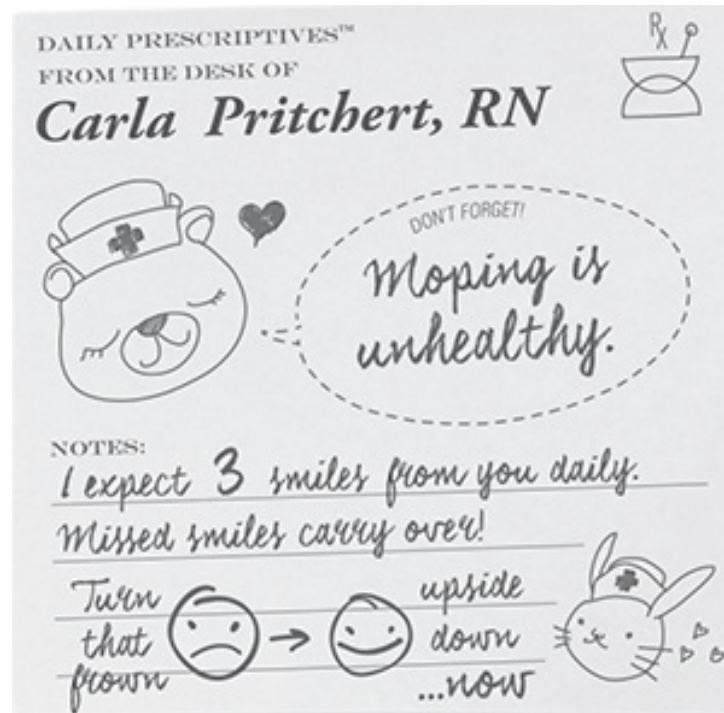 DAILY PRESCRIPTIVES™
FROM THE DESK OF
Carla Pritchert, RN
Rx
DON'T FORGET!
Moping is
unhealthy.
NOTES:
I expect 3 smiles from you daily.
Missed smiles carry over!
Turn upside
that down
frown ...now